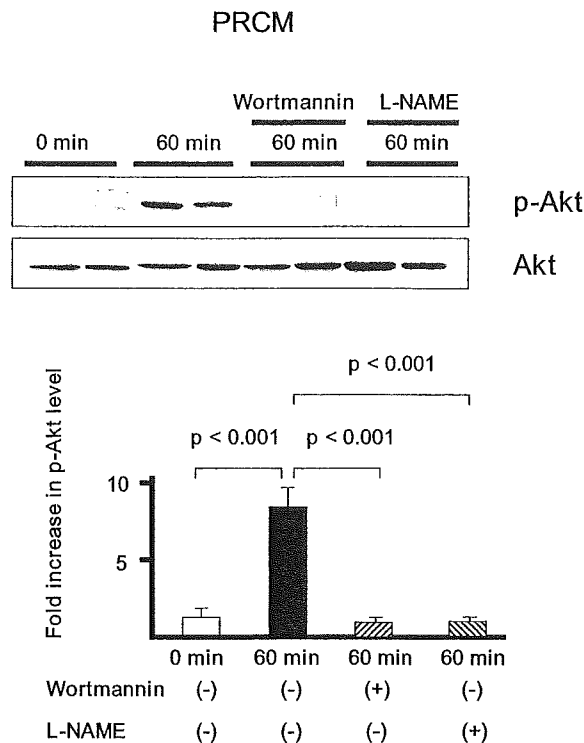 PRCM
Wortmannin L-NAME
0 min 60 min 60 min 60 min
p-Akt
Akt
Fold increase in p-Akt level
p < 0.001
p < 0.001 p < 0.001
10
5
0 min 60 min 60 min 60 min
Wortmannin (-) (-) (+) (-)
L-NAME (-) (-) (-) (+)